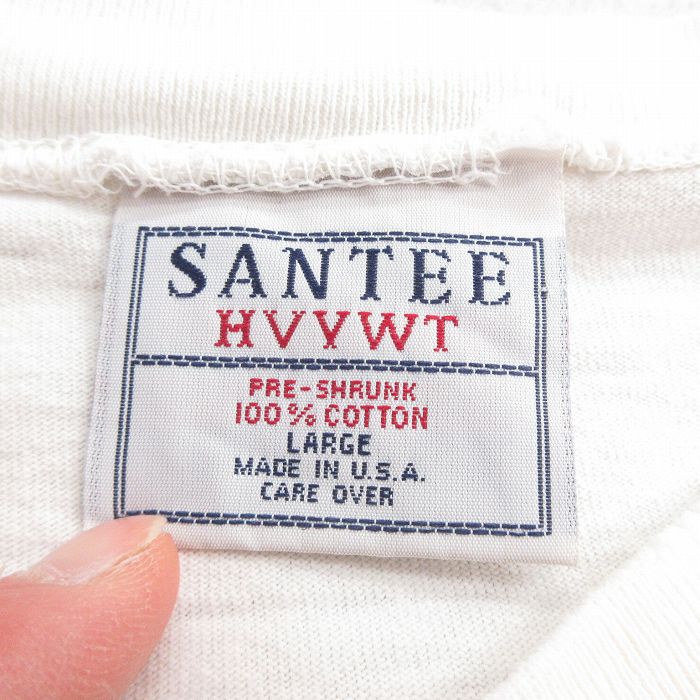 SANTEE
HVYWT
PRE-SHRUNK
100% COTTON
LARGE
MADE IN U.S.A.
CARE OVER